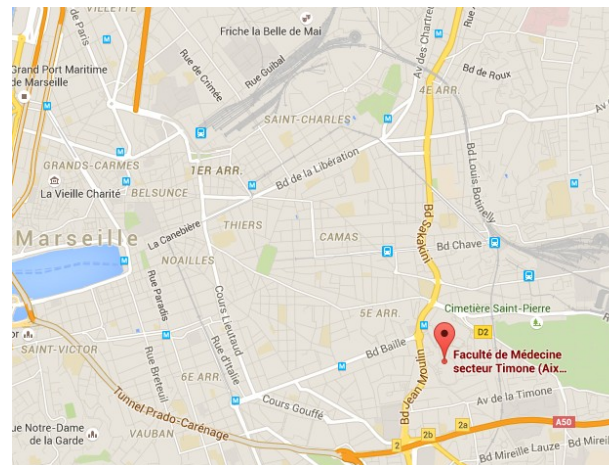 VILLETTE
de Paris
Friche la Belle de Mai
Rue Guibal
Av des Chartreux
Grand Port Maritime
de Marseille
Rue de Crimée
Bd de Roux
4E ARR.
M
SAINT-CHARLES
Av
GRANDS-CARMES
1ER ARR.
Bd de la Libération
Bd Louis Botinelly
La Vieille Charité
BELSUNCE
Bd Sakakini
La Canebière
THIERS
CAMAS
Marseille
Bd Chave
NOAILLES
Rue Paradis
Cours Lieutaud
5E ARR.
Cimetière Saint-Pierre
D2
SAINT-VICTOR
Rue d'Italie
Bd Baille
Faculté de Médecine
secteur Timone (Aix...
6E ARR.
Rue Breteuil
Bd Jean Moulin
Tunnel Prado-Carénage
Cours Gouffé
Av de la Timone
2a
A50
ue Notre-Dame
de la Garde
VAUBAN
2
2b
Bd Mireille Lauze
Bd Mirei